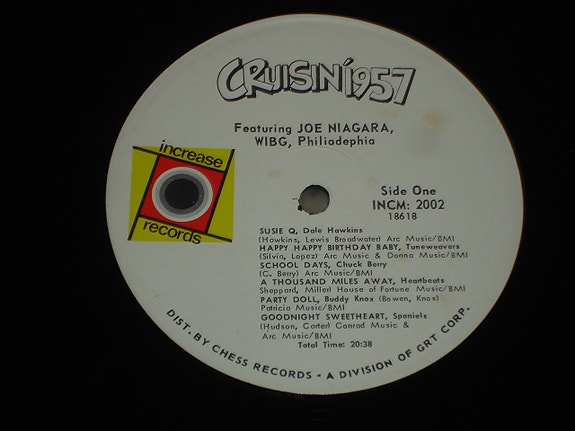 CRUISIN'1957
Featuring JOE NIAGARA,
WIBG, Philiadephia
increase
records
Side One
INCM: 2002
18618
SUSIE Q, Dale Hawkins
(Hawkins, Lewis Broadwater) Arc Music/BMI
HAPPY HAPPY BIRTHDAY BABY, Tuneweavers
(Silvio, Lopez) Arc Music & Donna Music/BMI
SCHOOL DAYS, Chuck Berry
(C. Berry) Arc Music/BMI
A THOUSAND MILES AWAY, Heartbeats
Sheppard, Miller) House of Fortune Music/BMI
PARTY DOLL, Buddy Knox (Bowen, Knox)
Patricia Music/BMI
GOODNIGHT SWEETHEART, Spaniels
(Hudson, Carter) Conrad Music &
Arc Music/BMI
Total Time: 20:38
DIST. BY CHESS RECORDS - A DIVISION OF GRT CORP.